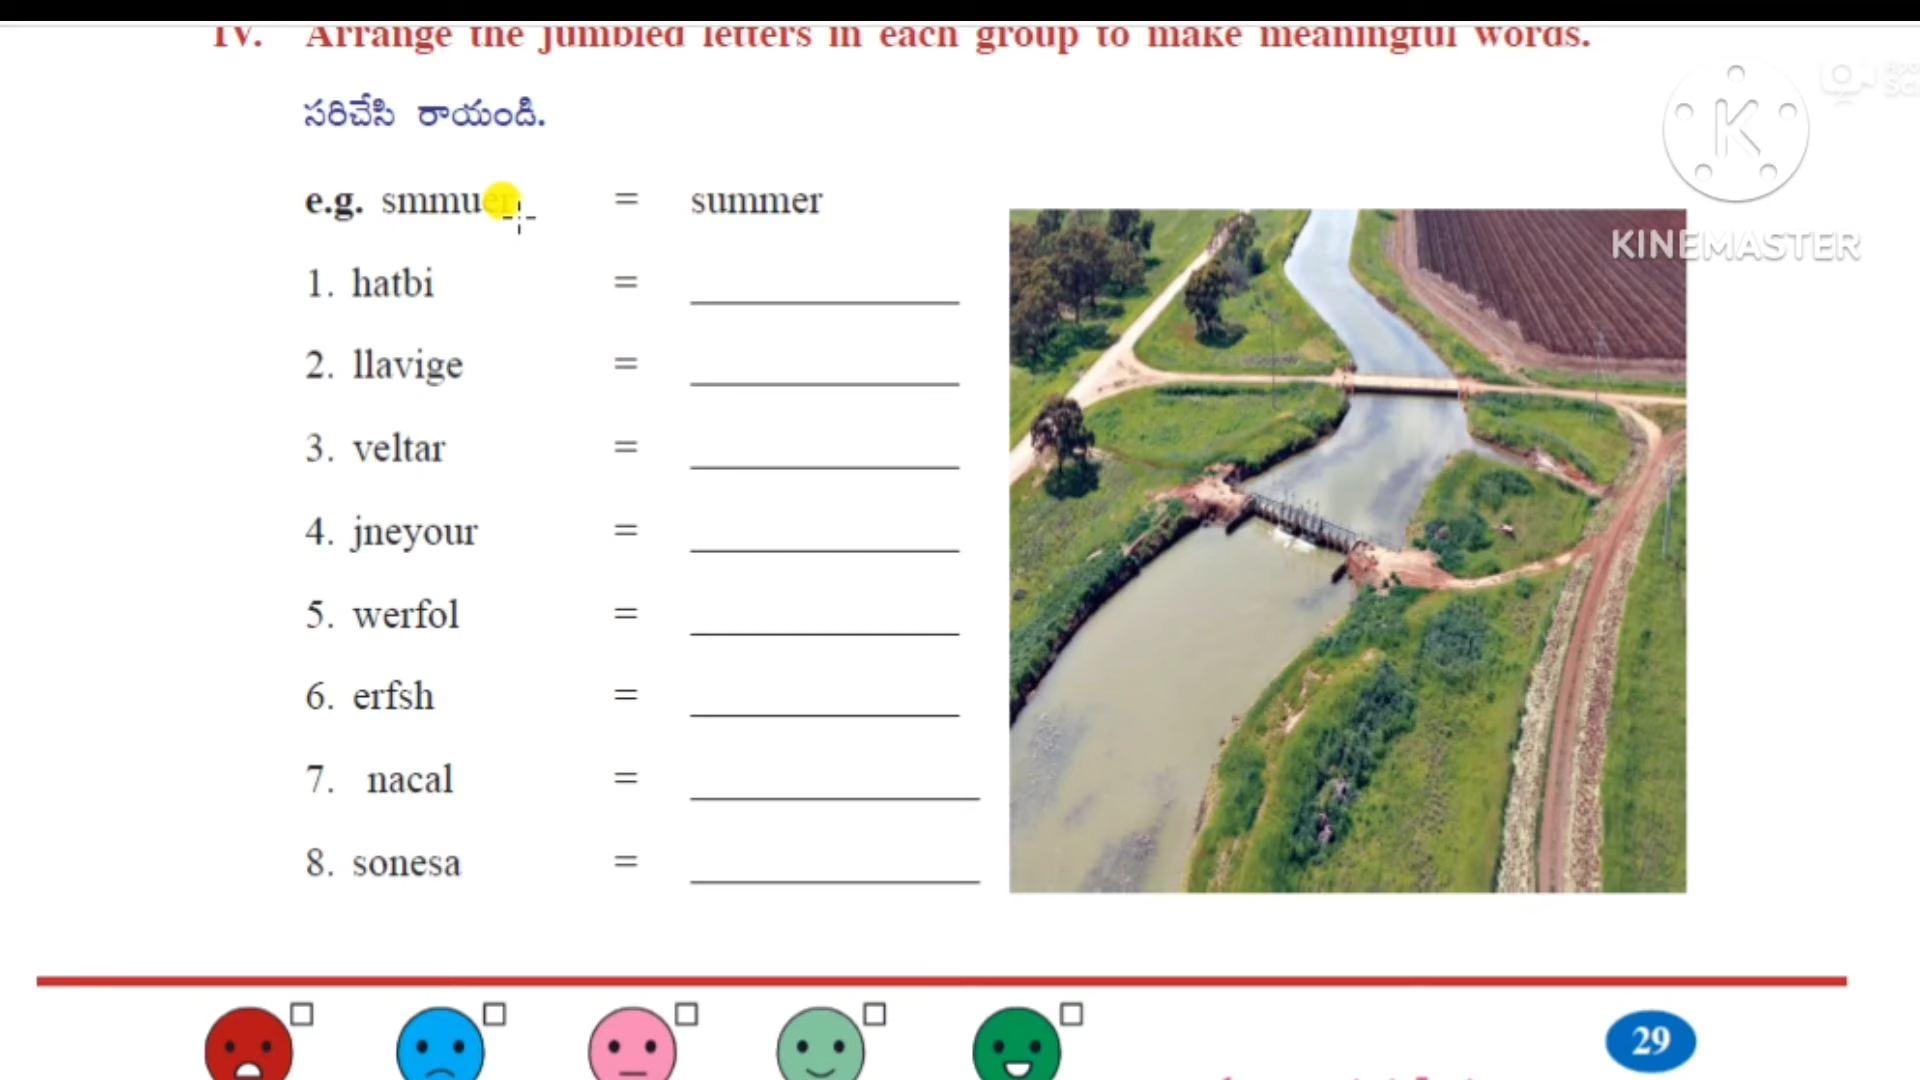 IV. Arrange the jumbled letters in each group to make meaningful words.
సరిచేసి రాయండి.
e.g. smmuer = summer
1. hatbi =
2. llavige =
3. veltar =
4. jneyour =
5. werfol =
6. erfsh =
7. nacal =
8. sonesa =
K
KINEMASTER
29